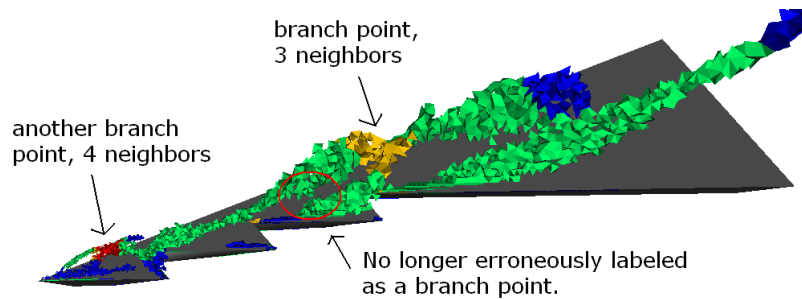 branch point,
3 neighbors
another branch
point, 4 neighbors
No longer erroneously labeled
as a branch point.